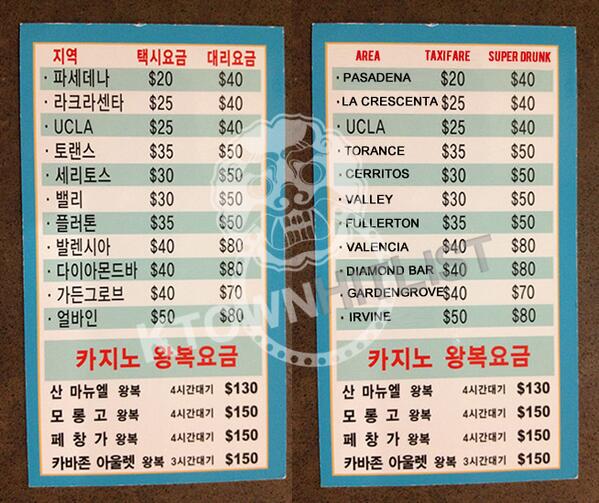 지역 택시요금 대리요금
· 파세데나 $20 $40
· 라크라센타 $25 $40
· UCLA $25 $40
· 토랜스 $35 $50
· 세리토스 $30 $50
· 밸리 $30 $50
· 플러톤 $35 $50
· 발렌시아 $40 $80
· 다이아몬드바 $40 $80
· 가든그로브 $40 $70
· 얼바인 $50 $80
카지노 왕복요금
산 마뉴엘 왕복 4시간대기 $130
모롱고 왕복 4시간대기 $150
페창가 왕복 4시간대기 $150
카바존 아울렛 왕복 3시간대기 $150
AREA TAXIFARE SUPER DRUNK
· PASADENA $20 $40
· LA CRESCENTA $25 $40
· UCLA $25 $40
· TORANCE $35 $50
· CERRITOS $30 $50
· VALLEY $30 $50
· FULLERTON $35 $50
· VALENCIA $40 $80
· DIAMOND BAR $40 $80
· GARDENGROVE $40 $70
· IRVINE $50 $80
카지노 왕복요금
산 마뉴엘 왕복 4시간대기 $130
모롱고 왕복 4시간대기 $150
페창가 왕복 4시간대기 $150
카바존 아울렛 왕복 3시간대기 $150
KTOWNHITLIST